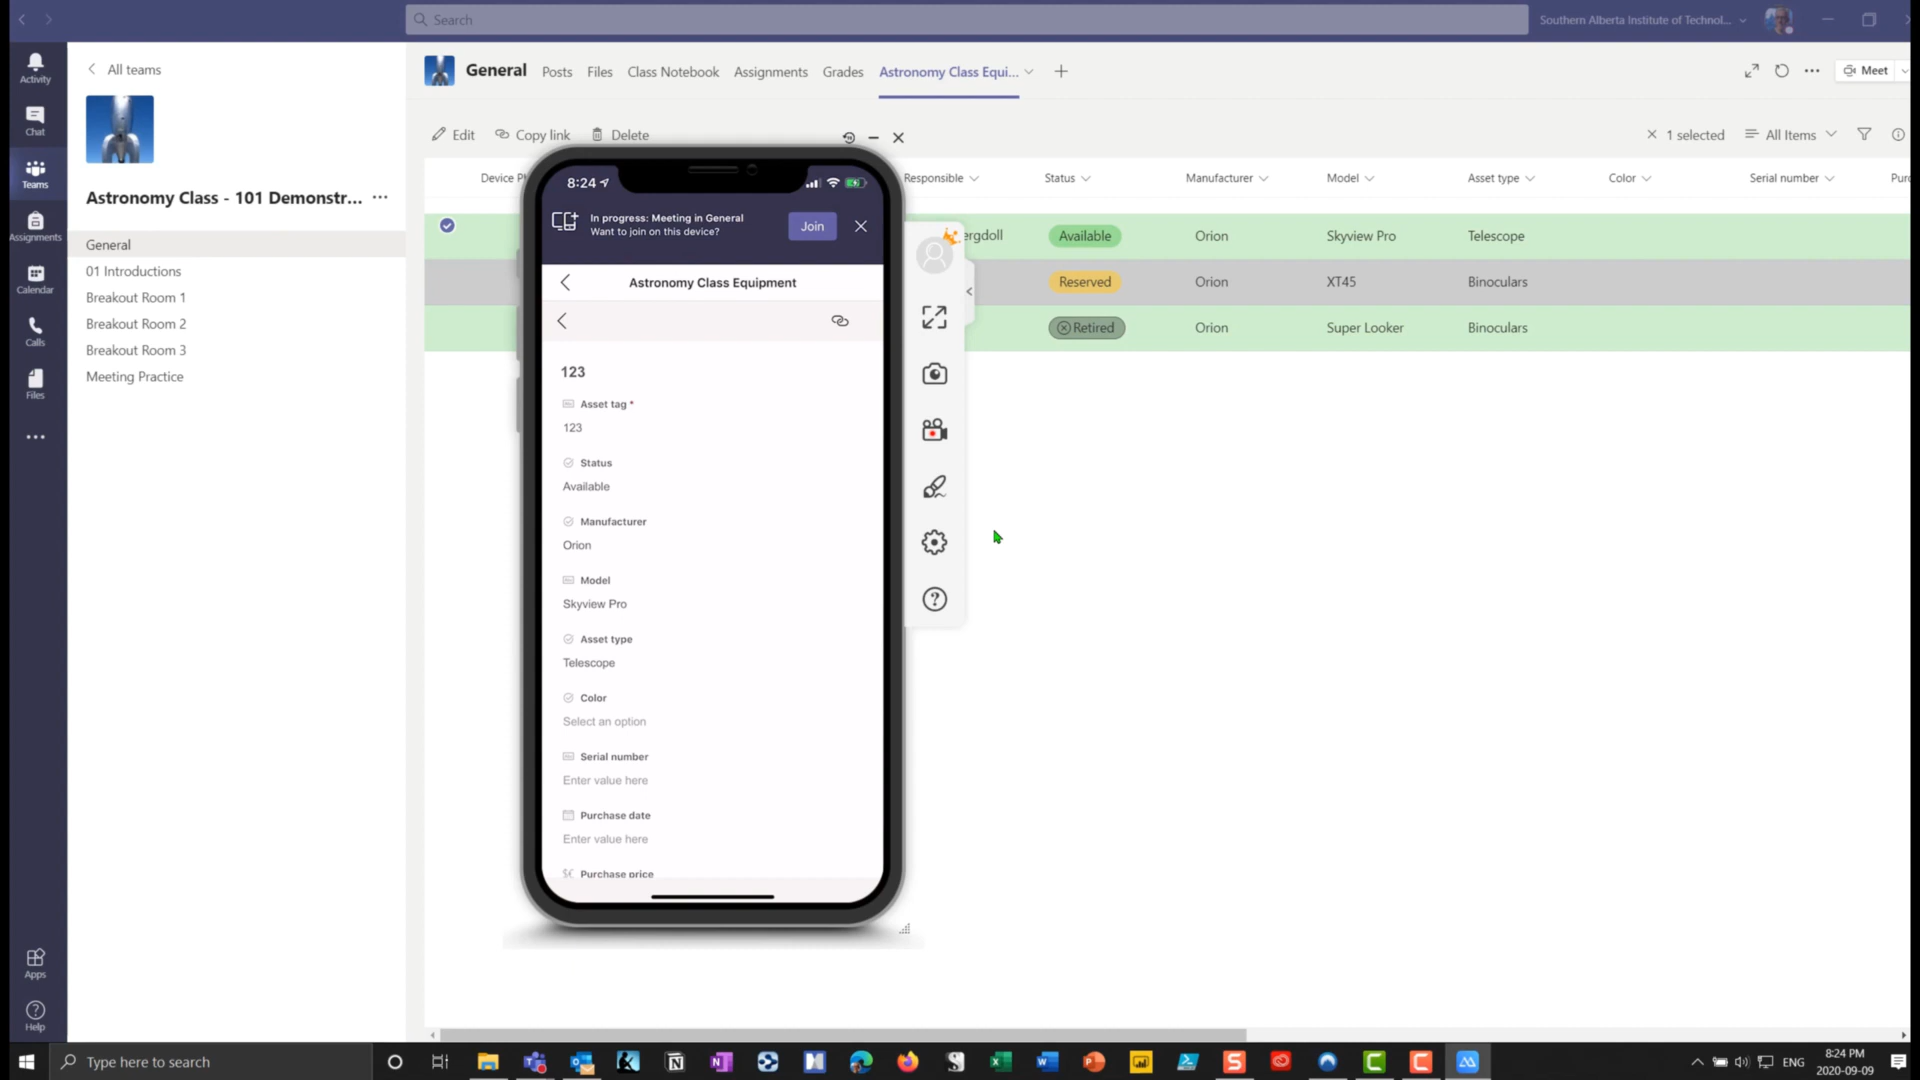 Search
Southern Alberta Institute of Technol...
Activity
Chat
Teams
Assignments
Calendar
Calls
Files
Apps
Help
All teams
Astronomy Class - 101 Demonstr...
General
01 Introductions
Breakout Room 1
Breakout Room 2
Breakout Room 3
Meeting Practice
General Posts Files Class Notebook Assignments Grades Astronomy Class Equi...
Meet
Edit Copy link Delete
1 selected All Items
Responsible Status Manufacturer Model Asset type Color Serial number
Available Orion Skyview Pro Telescope
Reserved Orion XT45 Binoculars
Retired Orion Super Looker Binoculars
8:24
In progress: Meeting in General
Want to join on this device?
Join
Astronomy Class Equipment
123
Asset tag *
123
Status
Available
Manufacturer
Orion
Model
Skyview Pro
Asset type
Telescope
Color
Select an option
Serial number
Enter value here
Purchase date
Enter value here
Purchase price
Type here to search
ENG
8:24 PM
2020-09-09